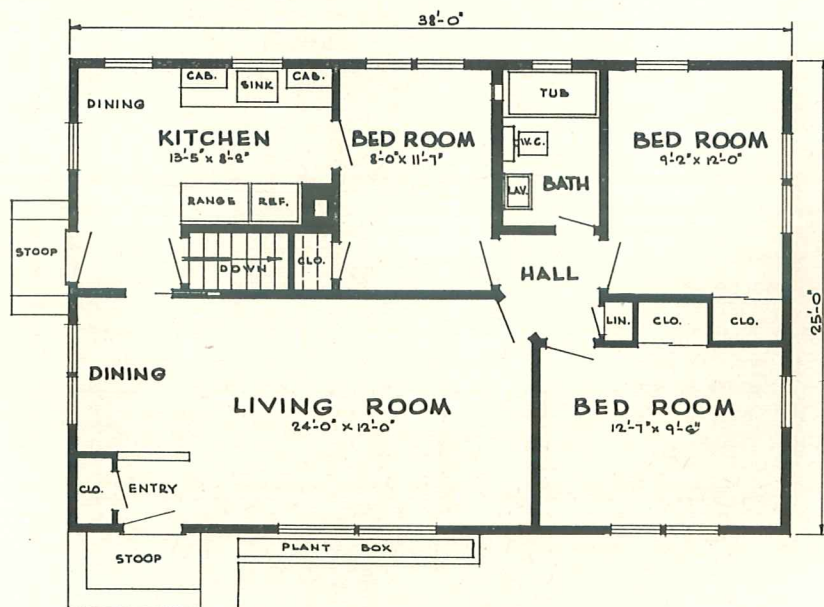 38'-0"
CAB.
SINK
CAB.
DINING
KITCHEN
13'-5" x 8'-2"
BED ROOM
8'-0" x 11'-7"
TUB
W.C.
LAV.
BATH
BED ROOM
9'-2" x 12'-0"
RANGE
REF.
STOOP
DOWN
CLO.
HALL
25'-0"
LIN.
CLO.
CLO.
DINING
LIVING ROOM
24'-0" x 12'-0"
BED ROOM
12'-7" x 9'-6"
CLO.
ENTRY
STOOP
PLANT BOX